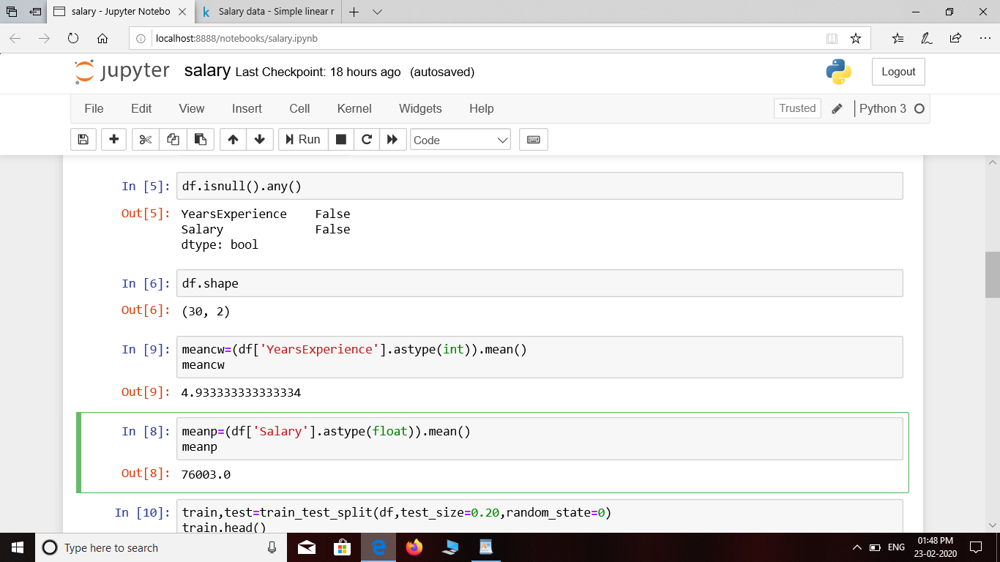 salary - Jupyter Notebo
Salary data - Simple linear r
localhost:8888/notebooks/salary.ipynb
jupyter salary Last Checkpoint: 18 hours ago (autosaved)
Logout
File Edit View Insert Cell Kernel Widgets Help
Trusted Python 3
Run Code
In [5]: df.isnull().any()
Out[5]: YearsExperience False
Salary False
dtype: bool
In [6]: df.shape
Out[6]: (30, 2)
In [9]: meancw=(df['YearsExperience'].astype(int)).mean()
meancw
Out[9]: 4.933333333333334
In [8]: meanp=(df['Salary'].astype(float)).mean()
meanp
Out[8]: 76003.0
In [10]: train,test=train_test_split(df,test_size=0.20,random_state=0)
train.head()
Type here to search
ENG
01:48 PM
23-02-2020